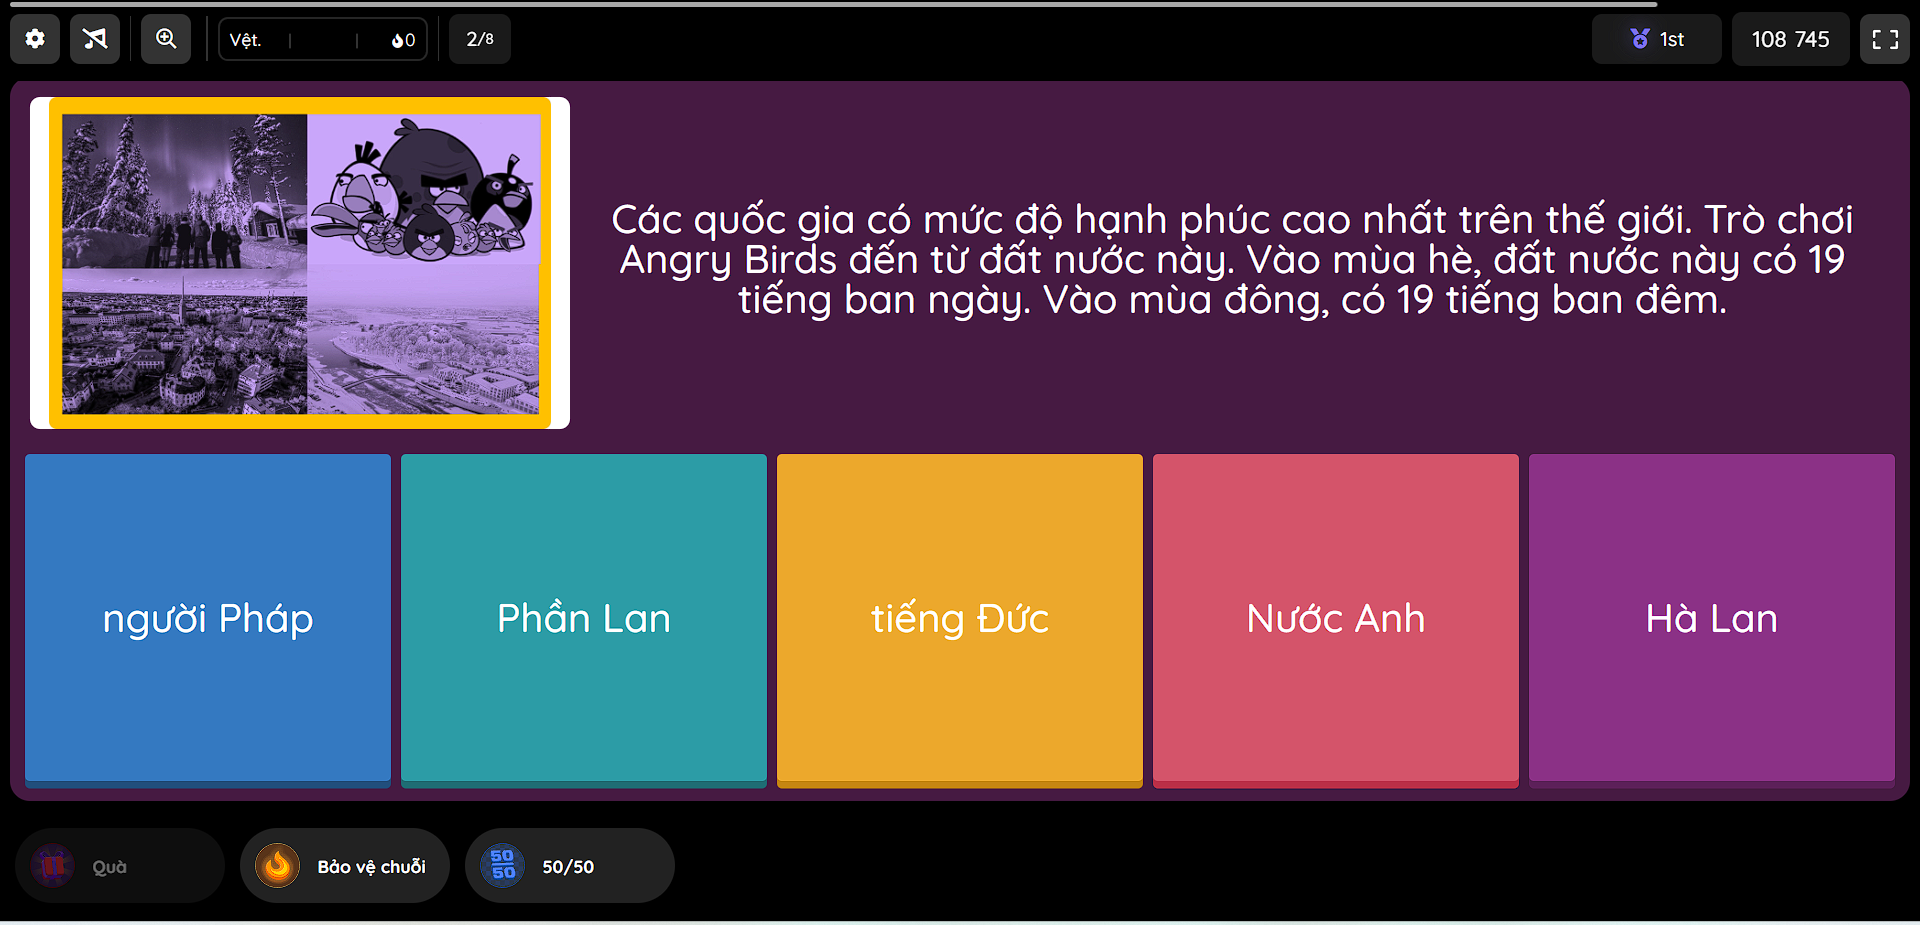 Vệt.
0
2/8
1st
108 745
Các quốc gia có mức độ hạnh phúc cao nhất trên thế giới. Trò chơi
Angry Birds đến từ đất nước này. Vào mùa hè, đất nước này có 19
tiếng ban ngày. Vào mùa đông, có 19 tiếng ban đêm.
người Pháp
Phần Lan
tiếng Đức
Nước Anh
Hà Lan
Quà
Bảo vệ chuỗi
50
50
50/50